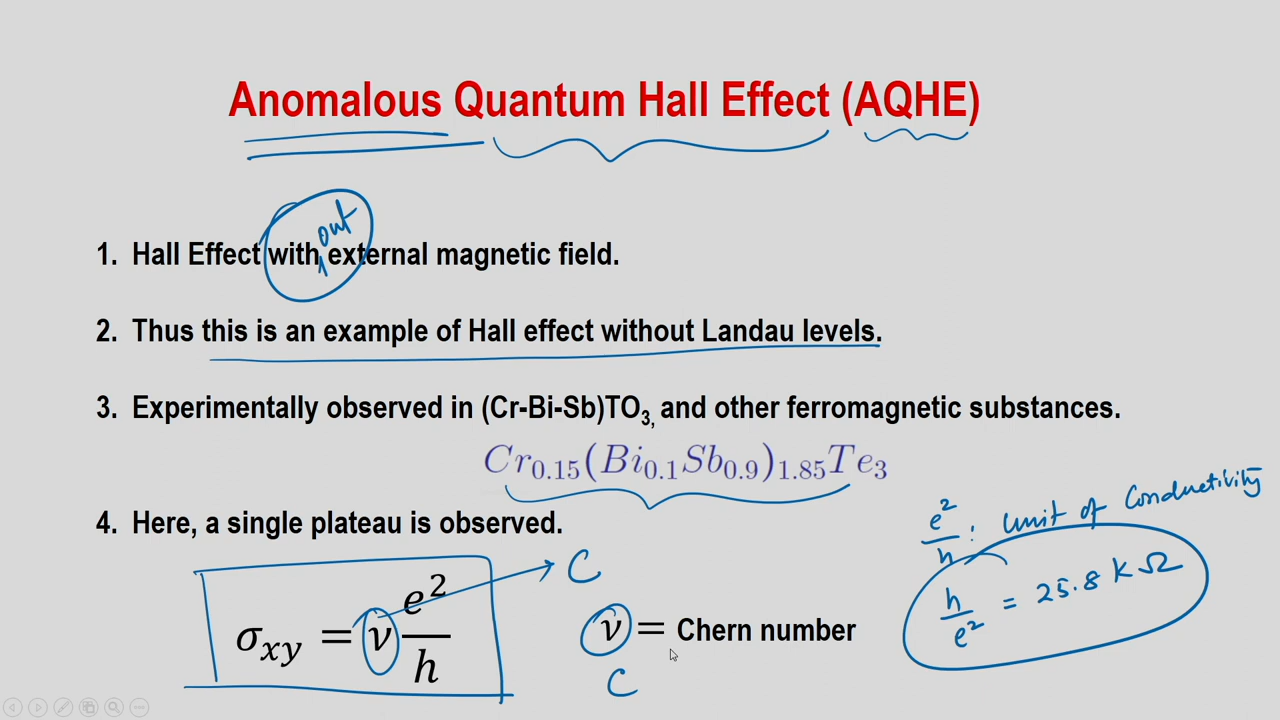 Anomalous Quantum Hall Effect (AQHE)
1. Hall Effect without external magnetic field.
2. Thus this is an example of Hall effect without Landau levels.
3. Experimentally observed in (Cr-Bi-Sb)TO₃, and other ferromagnetic substances.
Cr₀.₁₅(Bi₀.₁Sb₀.₉)₁.₈₅Te₃
4. Here, a single plateau is observed.
e²/h : Unit of Conductivity
h/e² = 25.8 kΩ
σxy = ν e²/h
C
ν = Chern number
C